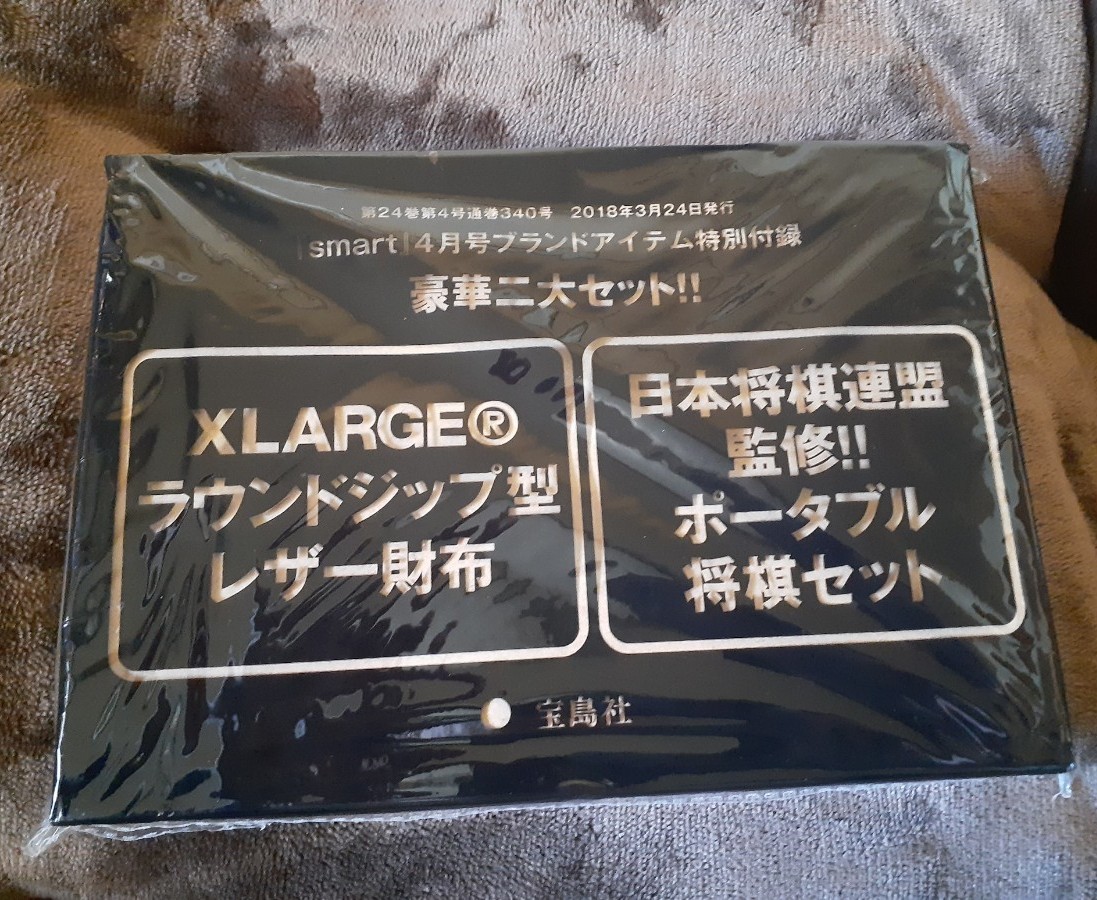 第24巻第4号通巻340号 2018年3月24日発行
smart 4月号ブランドアイテム特別付録
豪華二大セット!!
XLARGE®
ラウンドジップ型
レザー財布
日本将棋連盟
監修!!
ポータブル
将棋セット
宝島社